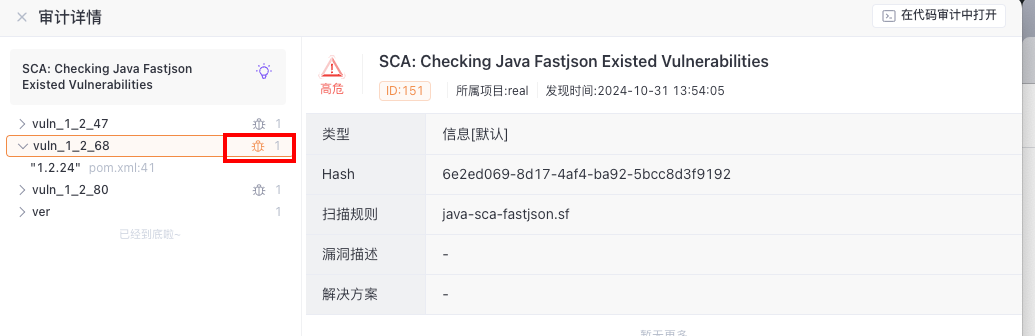 审计详情
在代码审计中打开
SCA: Checking Java Fastjson
Existed Vulnerabilities
vuln_1_2_47 1
vuln_1_2_68 1
"1.2.24" pom.xml:41
vuln_1_2_80 1
ver 1
已经到底啦~
高危
SCA: Checking Java Fastjson Existed Vulnerabilities
ID:151 所属项目:real 发现时间:2024-10-31 13:54:05
类型 信息[默认]
Hash 6e2ed069-8d17-4af4-ba92-5bcc8d3f9192
扫描规则 java-sca-fastjson.sf
漏洞描述 -
解决方案 -
暂无更多